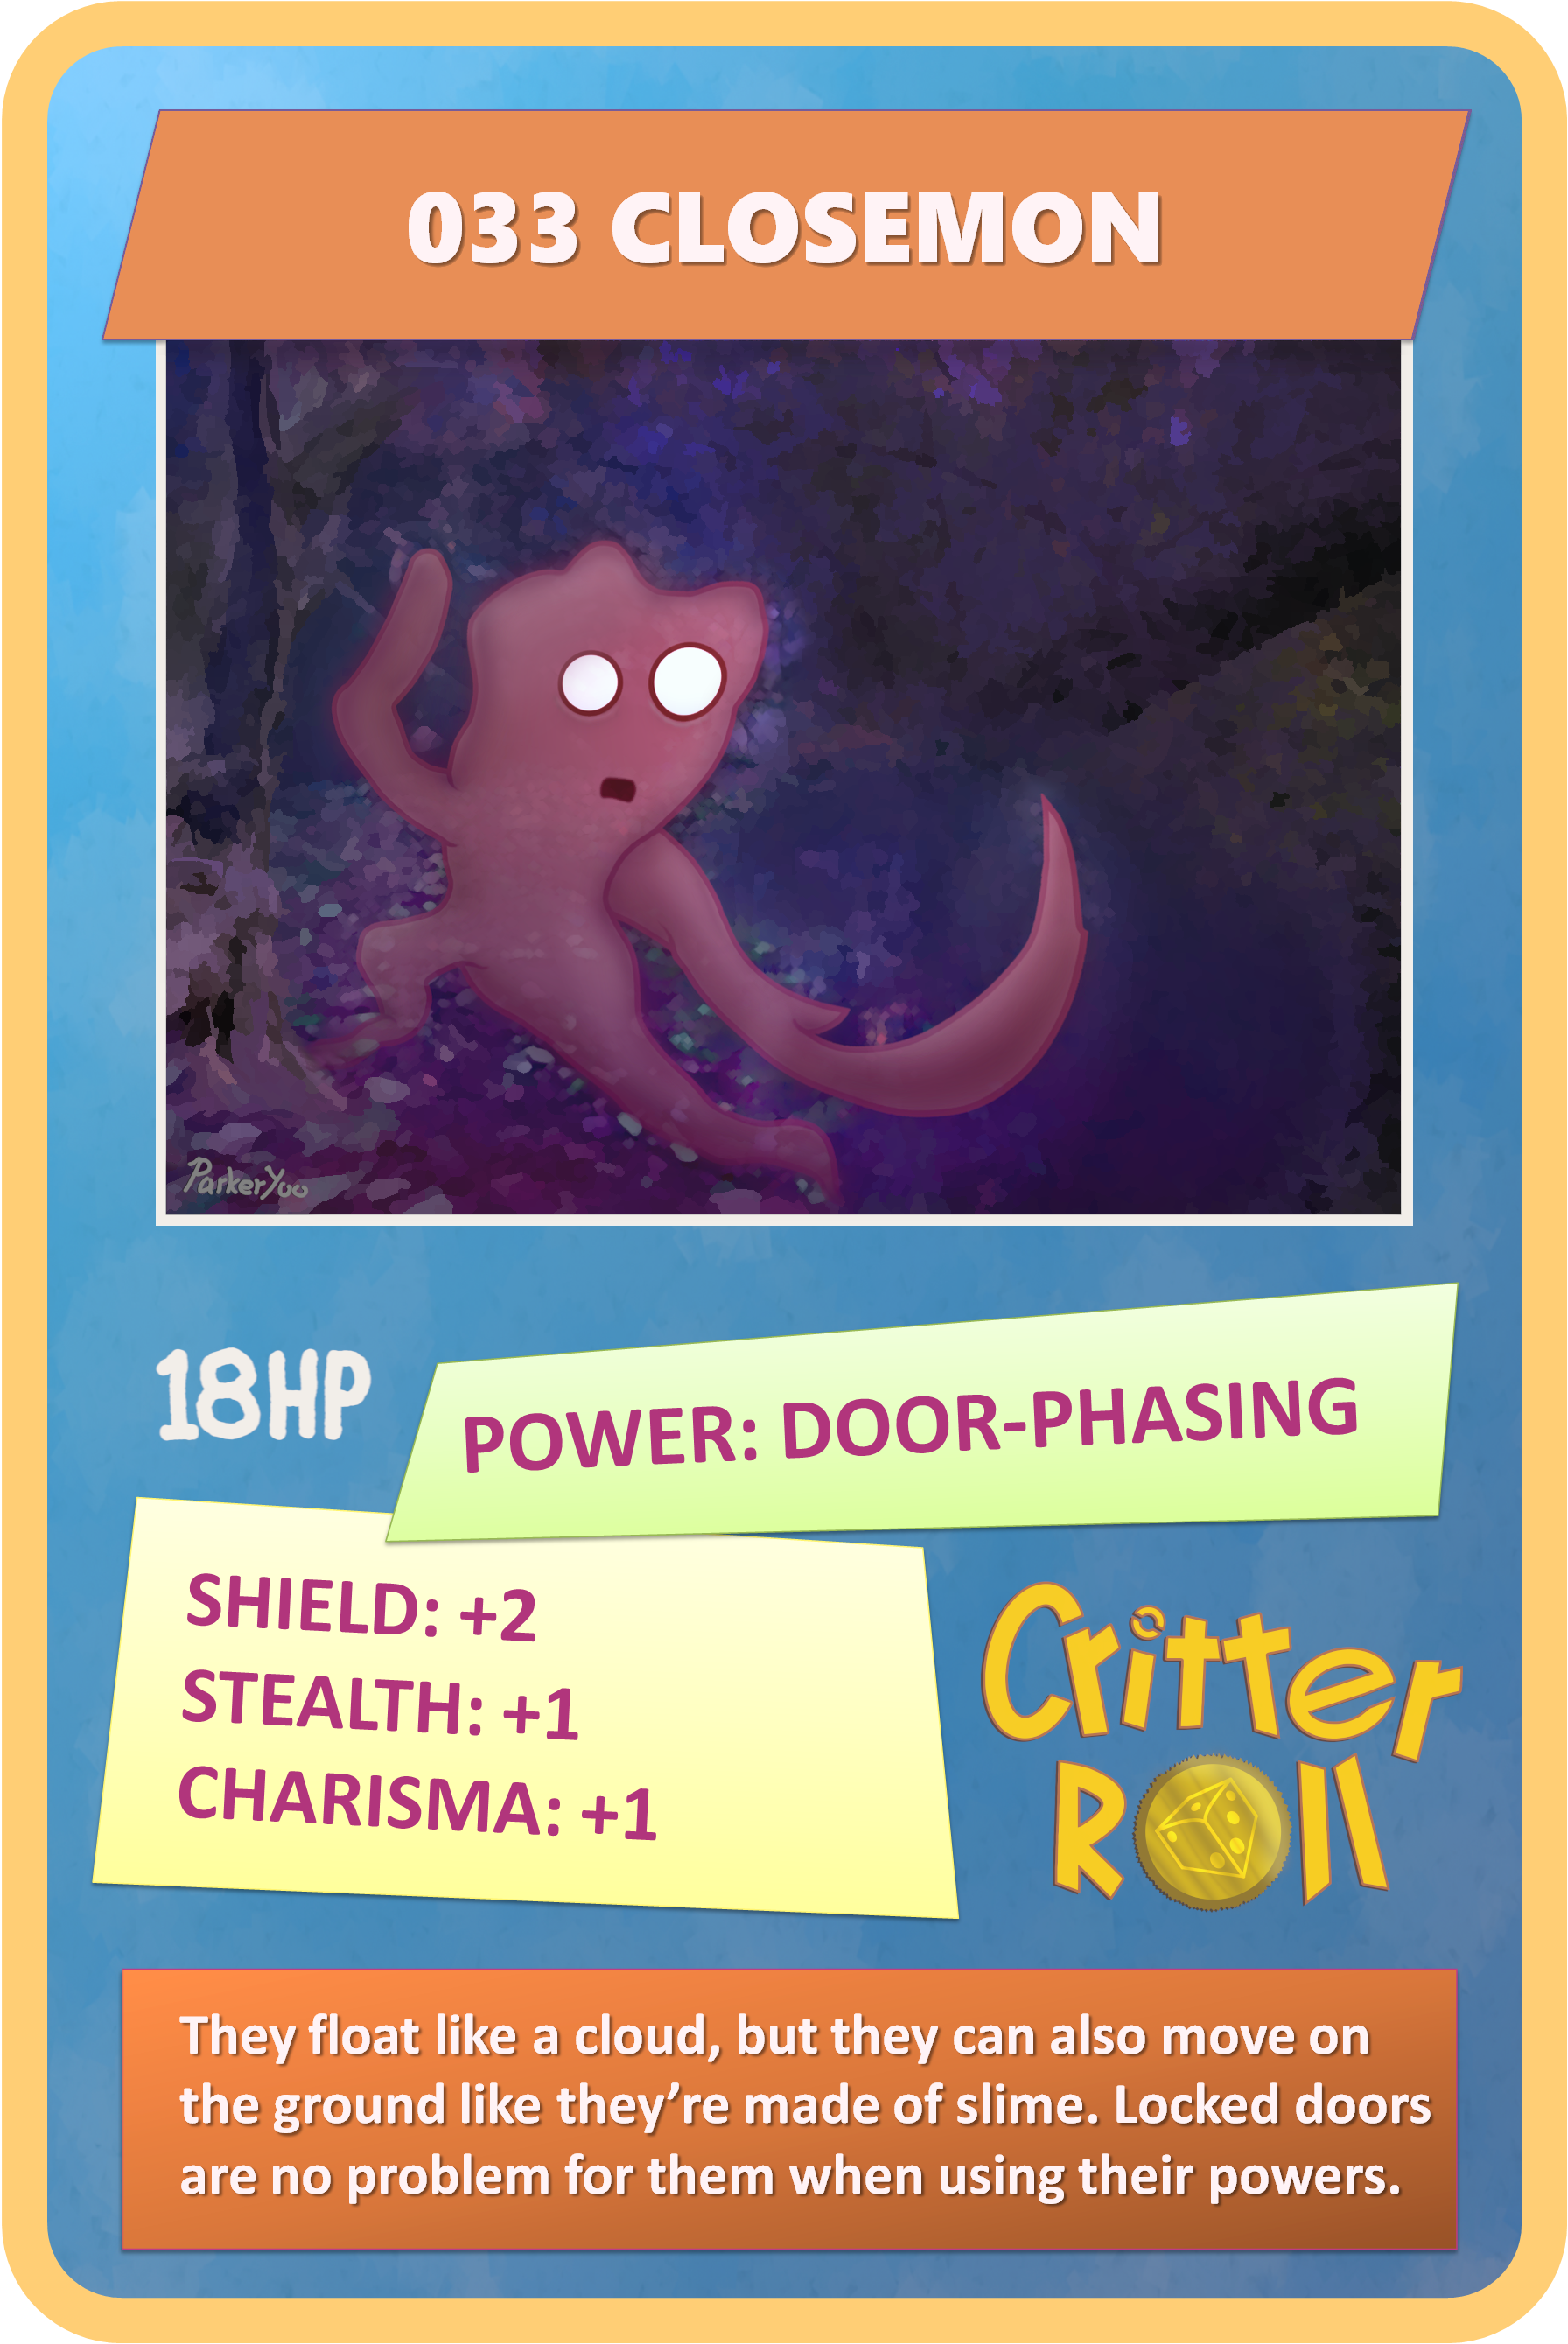 033 CLOSEMON
ParkerYoo
18HP
POWER: DOOR-PHASING
SHIELD: +2
STEALTH: +1
CHARISMA: +1
Critter
Roll
They float like a cloud, but they can also move on
the ground like they’re made of slime. Locked doors
are no problem for them when using their powers.